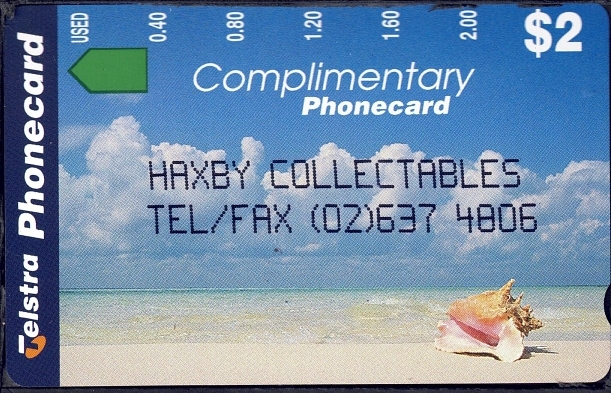 Telstra Phonecard
USED 0.40 0.80 1.20 1.60 2.00
$2
Complimentary
Phonecard
HAXBY COLLECTABLES
TEL/FAX (02)637 4806